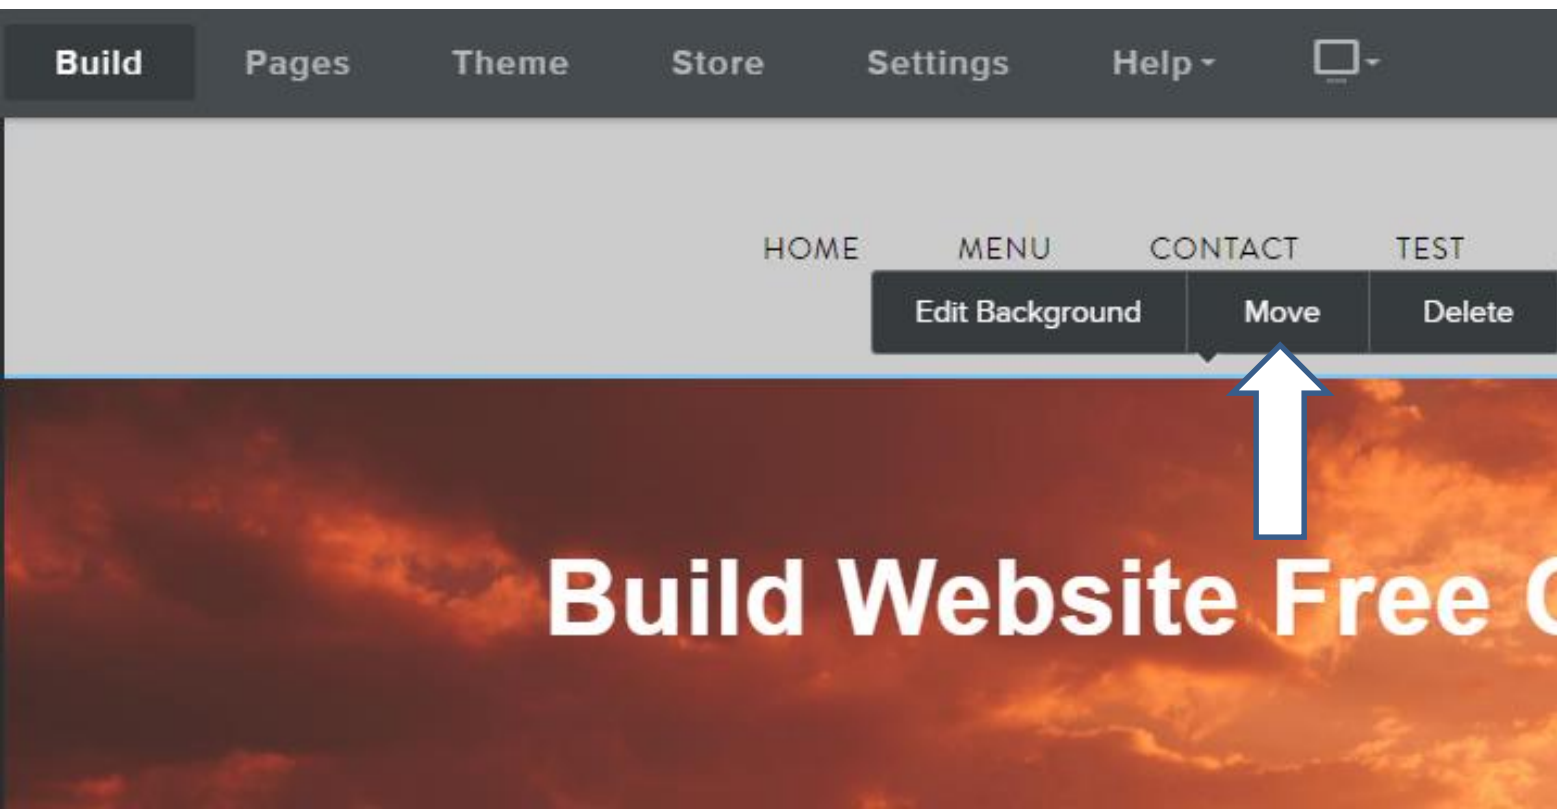 Build Pages Theme Store Settings Help
HOME MENU CONTACT TEST
Edit Background Move Delete
Build Website Free